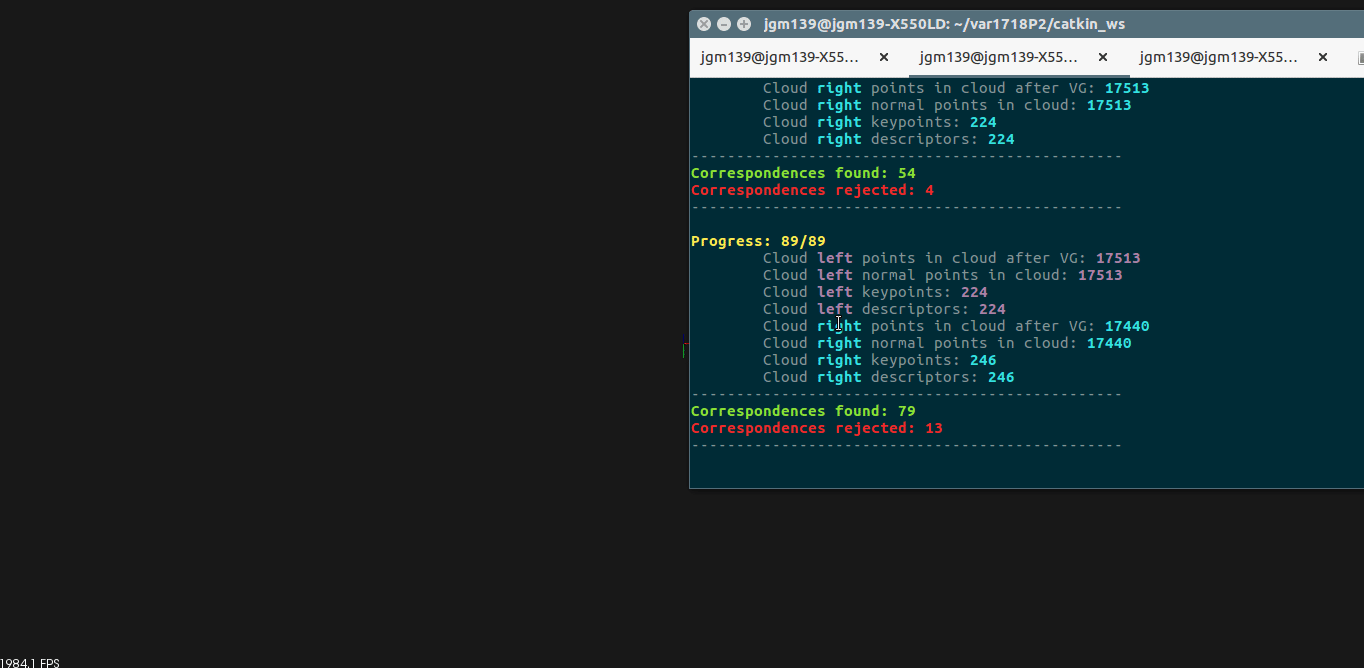 jgm139@jgm139-X550LD: ~/var1718P2/catkin_ws
jgm139@jgm139-X55... × jgm139@jgm139-X55... × jgm139@jgm139-X55... ×
Cloud right points in cloud after VG: 17513
Cloud right normal points in cloud: 17513
Cloud right keypoints: 224
Cloud right descriptors: 224
------------------------------------------------
Correspondences found: 54
Correspondences rejected: 4
------------------------------------------------
Progress: 89/89
Cloud left points in cloud after VG: 17513
Cloud left normal points in cloud: 17513
Cloud left keypoints: 224
Cloud left descriptors: 224
Cloud right points in cloud after VG: 17440
Cloud right normal points in cloud: 17440
Cloud right keypoints: 246
Cloud right descriptors: 246
------------------------------------------------
Correspondences found: 79
Correspondences rejected: 13
------------------------------------------------
1984.1 FPS